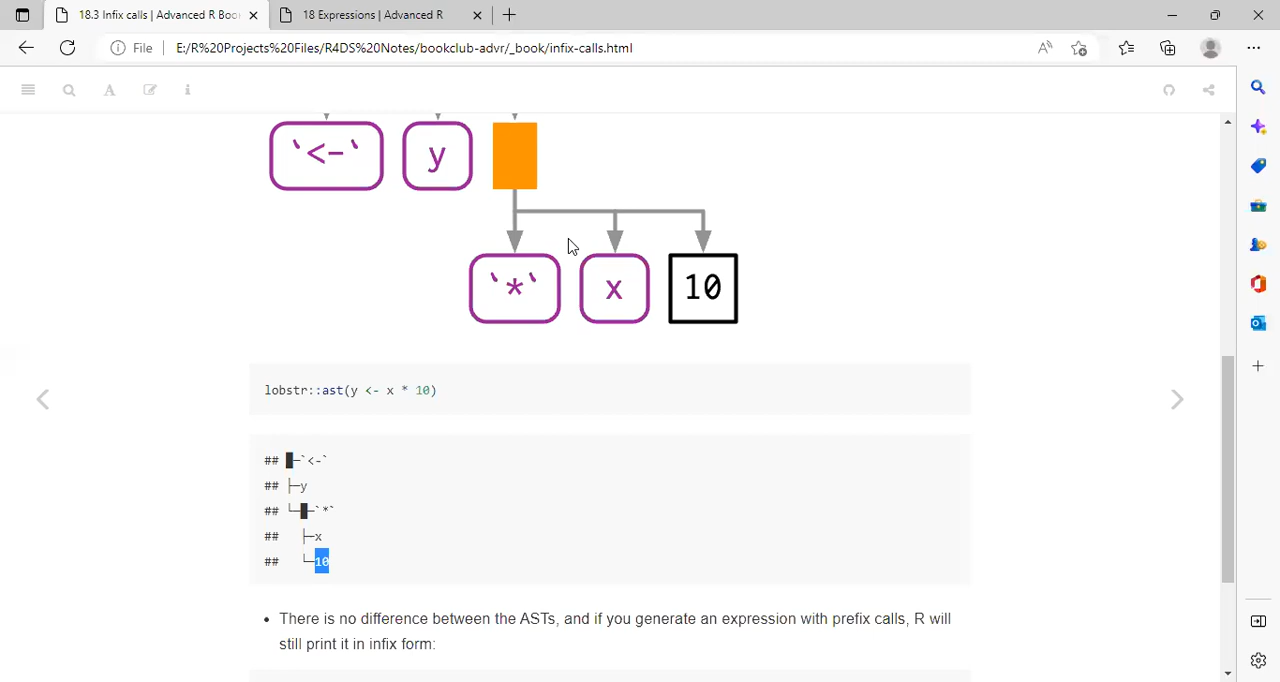 18.3 Infix calls | Advanced R Boo
18 Expressions | Advanced R
File
E:/R%20Projects%20Files/R4DS%20Notes/bookclub-advr/_book/infix-calls.html
`<-`
y
`*`
x
10
lobstr::ast(y <- x * 10)
## █─`<-`
## ├─y
## └─█─`*`
##   ├─x
##   └─10
• There is no difference between the ASTs, and if you generate an expression with prefix calls, R will
still print it in infix form: